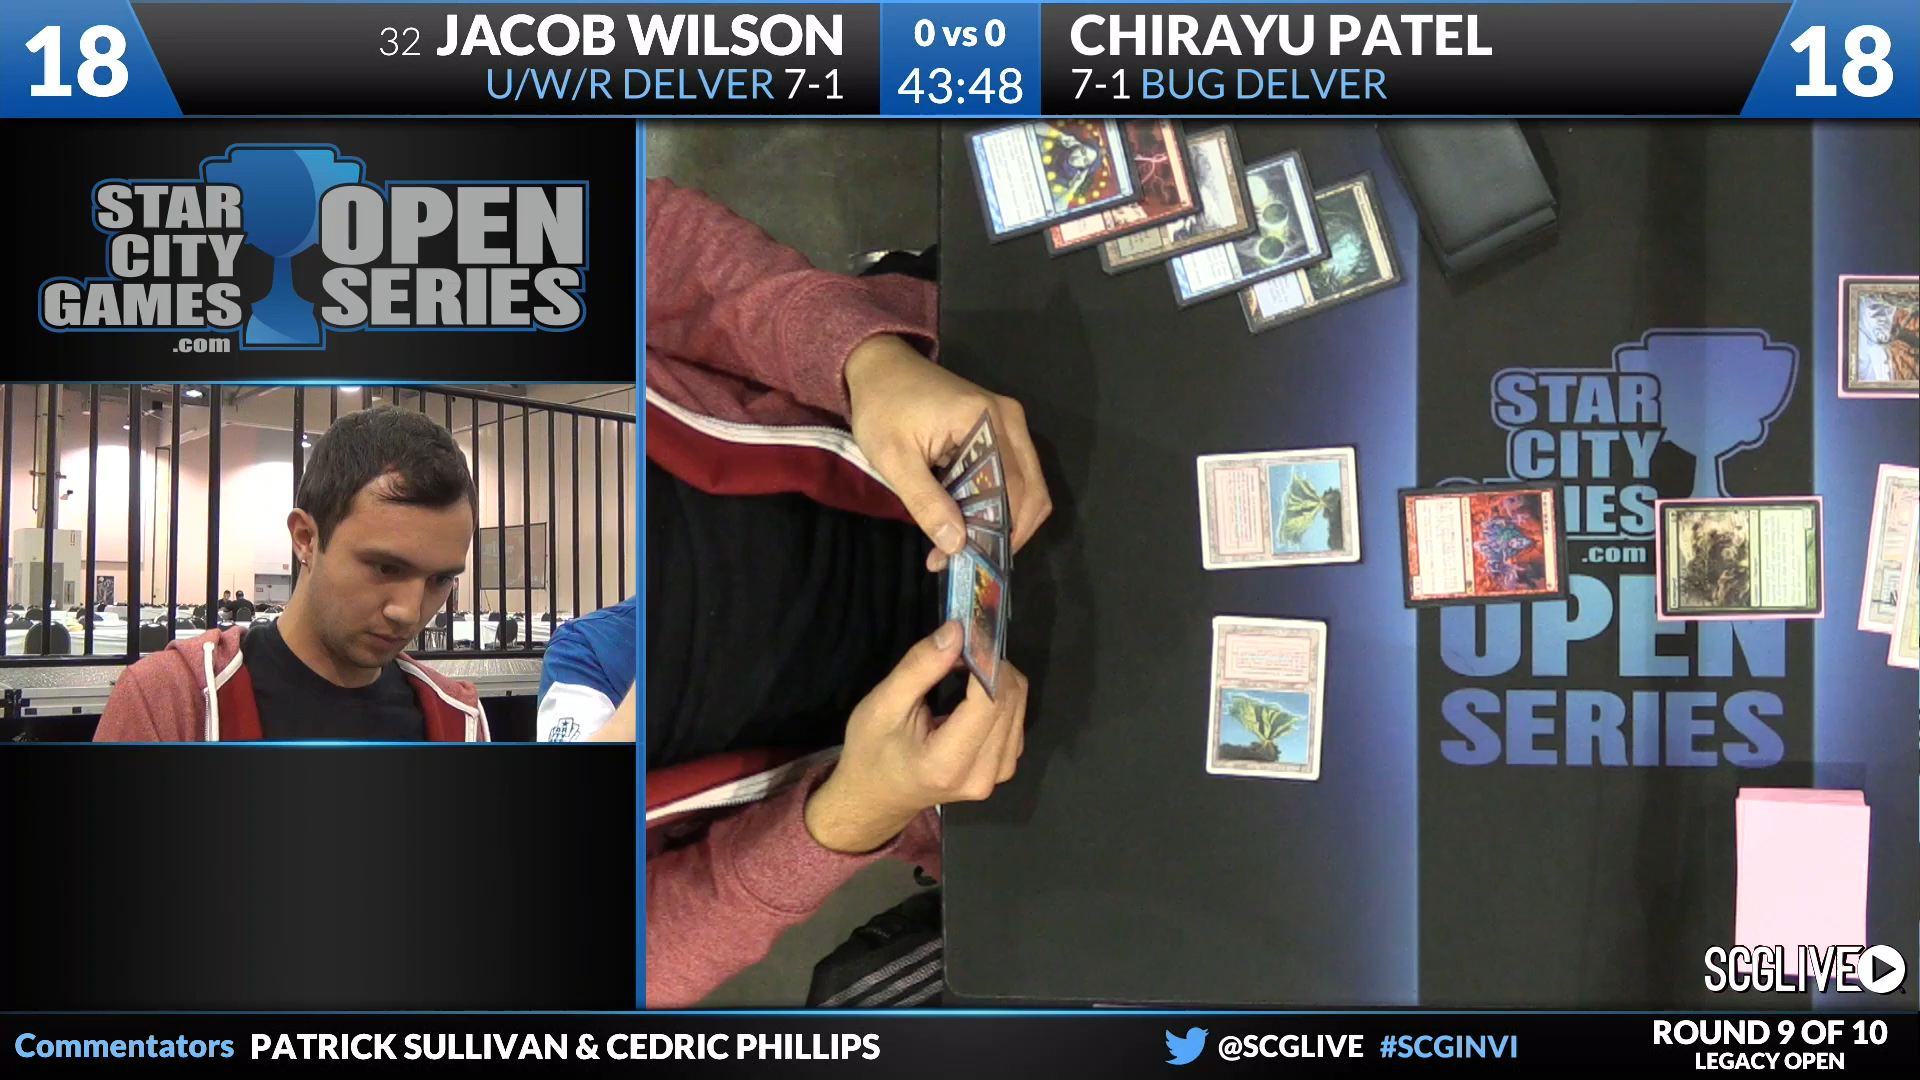 18
32 JACOB WILSON
U/W/R DELVER 7-1
0 vs 0
43:48
CHIRAYU PATEL
7-1 BUG DELVER
18
STAR
CITY
GAMES
.com
OPEN
SERIES
STAR
CITY
.com
OPEN
SERIES
SCGLIVE
Commentators PATRICK SULLIVAN & CEDRIC PHILLIPS
@SCGLIVE #SCGINVI
ROUND 9 OF 10
LEGACY OPEN